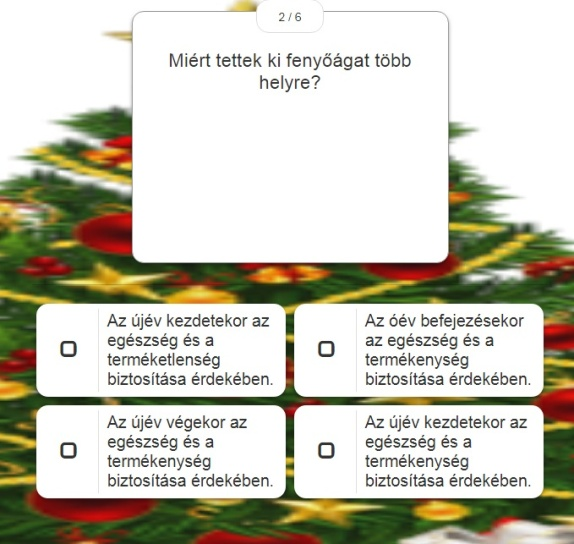 2 / 6
Miért tettek ki fenyőágat több
helyre?
Az újév kezdetekor az
egészség és a
terméketlenség
biztosítása érdekében.
Az óév befejezésekor
az egészség és a
termékenység
biztosítása érdekében.
Az újév végekor az
egészség és a
termékenység
biztosítása érdekében.
Az újév kezdetekor az
egészség és a
termékenység
biztosítása érdekében.